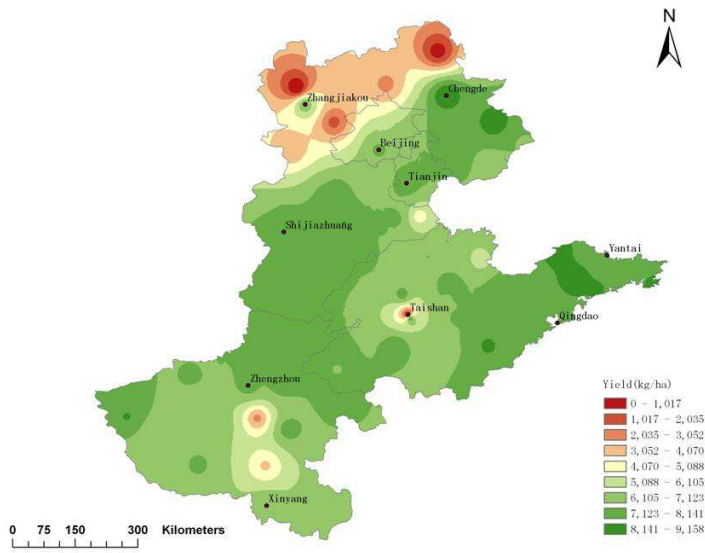 N
Chengde
Zhangjiakou
Beijing
Tianjin
Shijiazhuang
Yantai
Taishan
Qingdao
Zhengzhou
Xinyang
Yield(kg/ha)
0 - 1,017
1,017 - 2,035
2,035 - 3,052
3,052 - 4,070
4,070 - 5,088
5,088 - 6,105
6,105 - 7,123
7,123 - 8,141
8,141 - 9,158
0 75 150 300 Kilometers